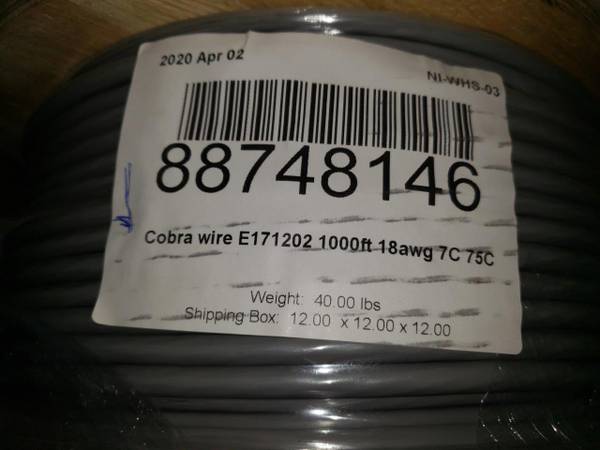 2020 Apr 02
NI-WHS-03
88748146
Cobra wire E171202 1000ft 18awg 7C 75C
Weight: 40.00 lbs
Shipping Box: 12.00 x 12.00 x 12.00